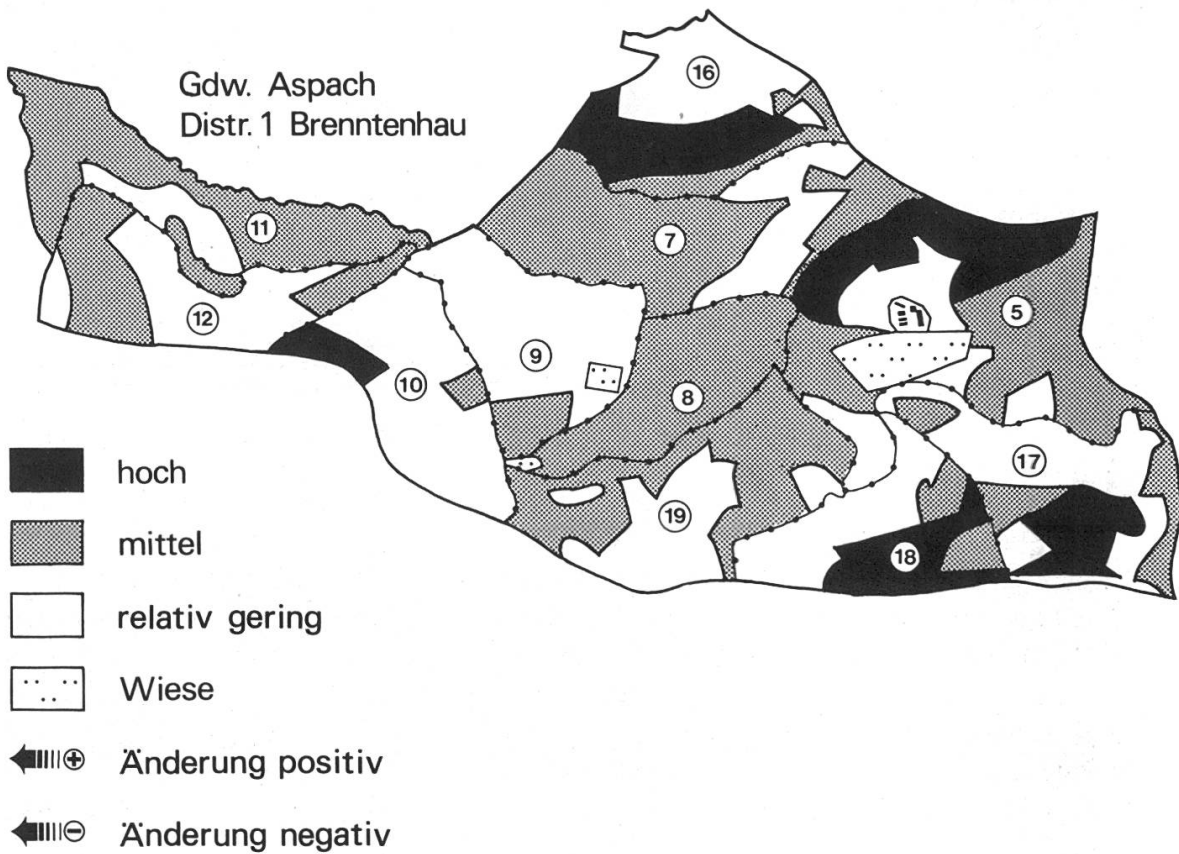 Gdw. Aspach
Distr. 1 Brenntenhau
16
11
7
5
12
9
10
8
17
19
18
hoch
mittel
relativ gering
Wiese
Änderung positiv
Änderung negativ